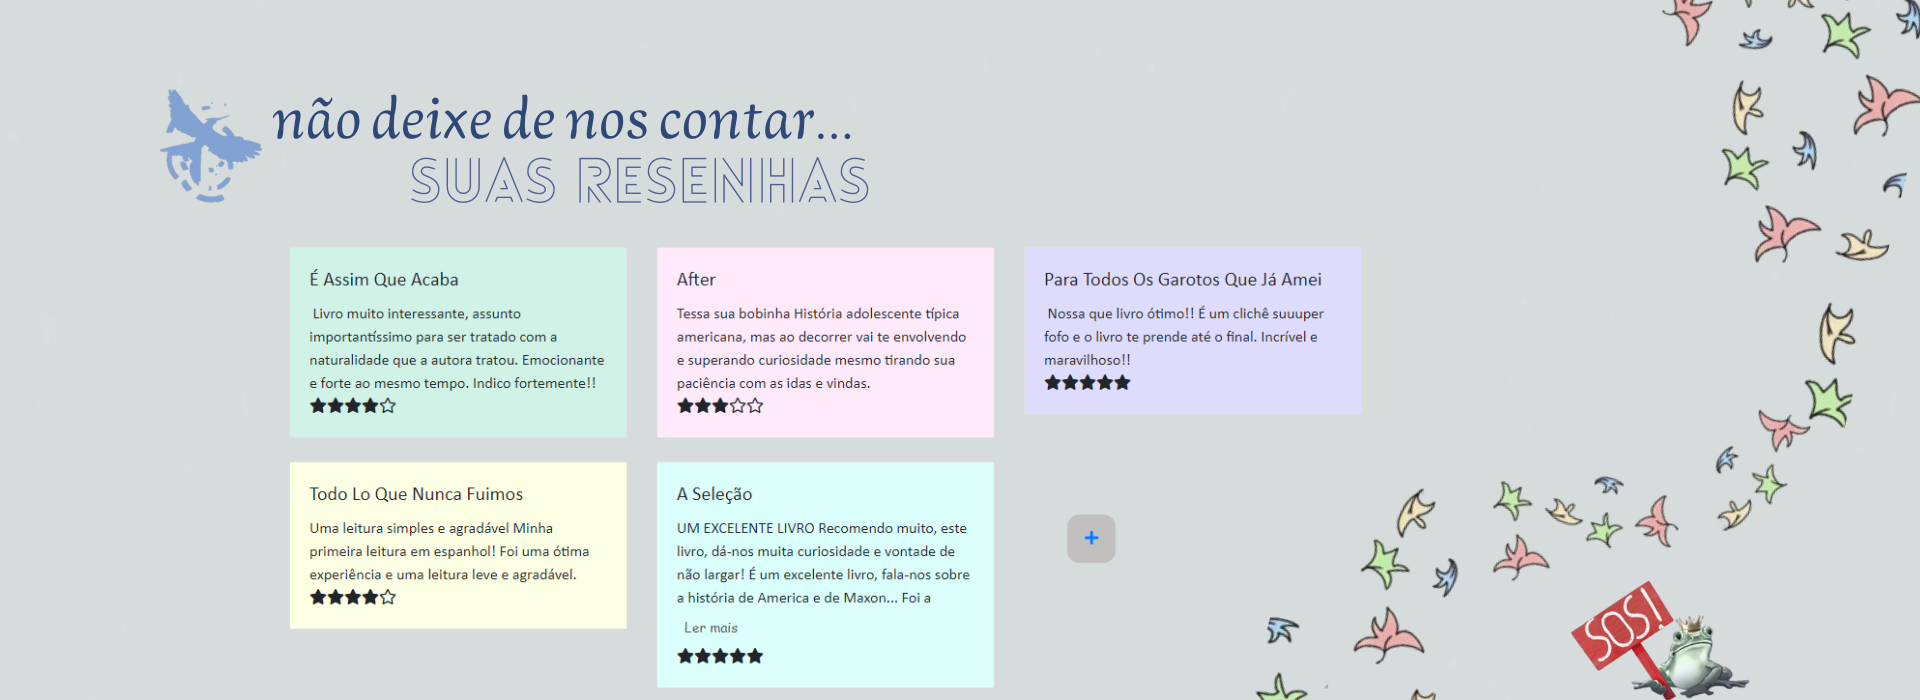 não deixe de nos contar...
SUAS RESENHAS
É Assim Que Acaba
Livro muito interessante, assunto
importantíssimo para ser tratado com a
naturalidade que a autora tratou. Emocionante
e forte ao mesmo tempo. Indico fortemente!!
After
Tessa sua bobinha História adolescente típica
americana, mas ao decorrer vai te envolvendo
e superando curiosidade mesmo tirando sua
paciência com as idas e vindas.
Para Todos Os Garotos Que Já Amei
Nossa que livro ótimo!! É um clichê suuuper
fofo e o livro te prende até o final. Incrível e
maravilhoso!!
Todo Lo Que Nunca Fuimos
Uma leitura simples e agradável Minha
primeira leitura em espanhol! Foi uma ótima
experiência e uma leitura leve e agradável.
A Seleção
UM EXCELENTE LIVRO Recomendo muito, este
livro, dá-nos muita curiosidade e vontade de
não largar! É um excelente livro, fala-nos sobre
a história de America e de Maxon... Foi a
Ler mais
+
SOS!